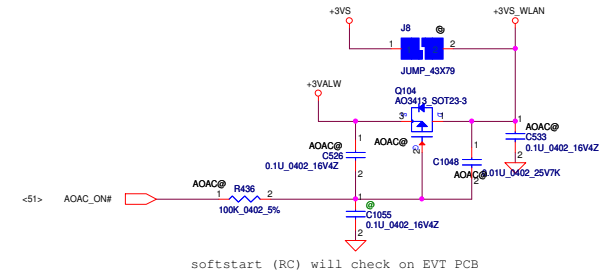 +3VS
+3VS_WLAN
J8
@
1
2
JUMP_43X79
+3VALW
Q104
AO3413_SOT23-3
3
1
AOAC@
2
AOAC@
1
C526
0.1U_0402_16V4Z
2
1
C1048
AOAC@
0.01U_0402_25V7K
2
1
AOAC@
C533
0.1U_0402_16V4Z
2
AOAC@
<51>
AOAC_ON#
1
R436
2
100K_0402_5%
1
@
C1055
0.1U_0402_16V4Z
2
softstart (RC) will check on EVT PCB